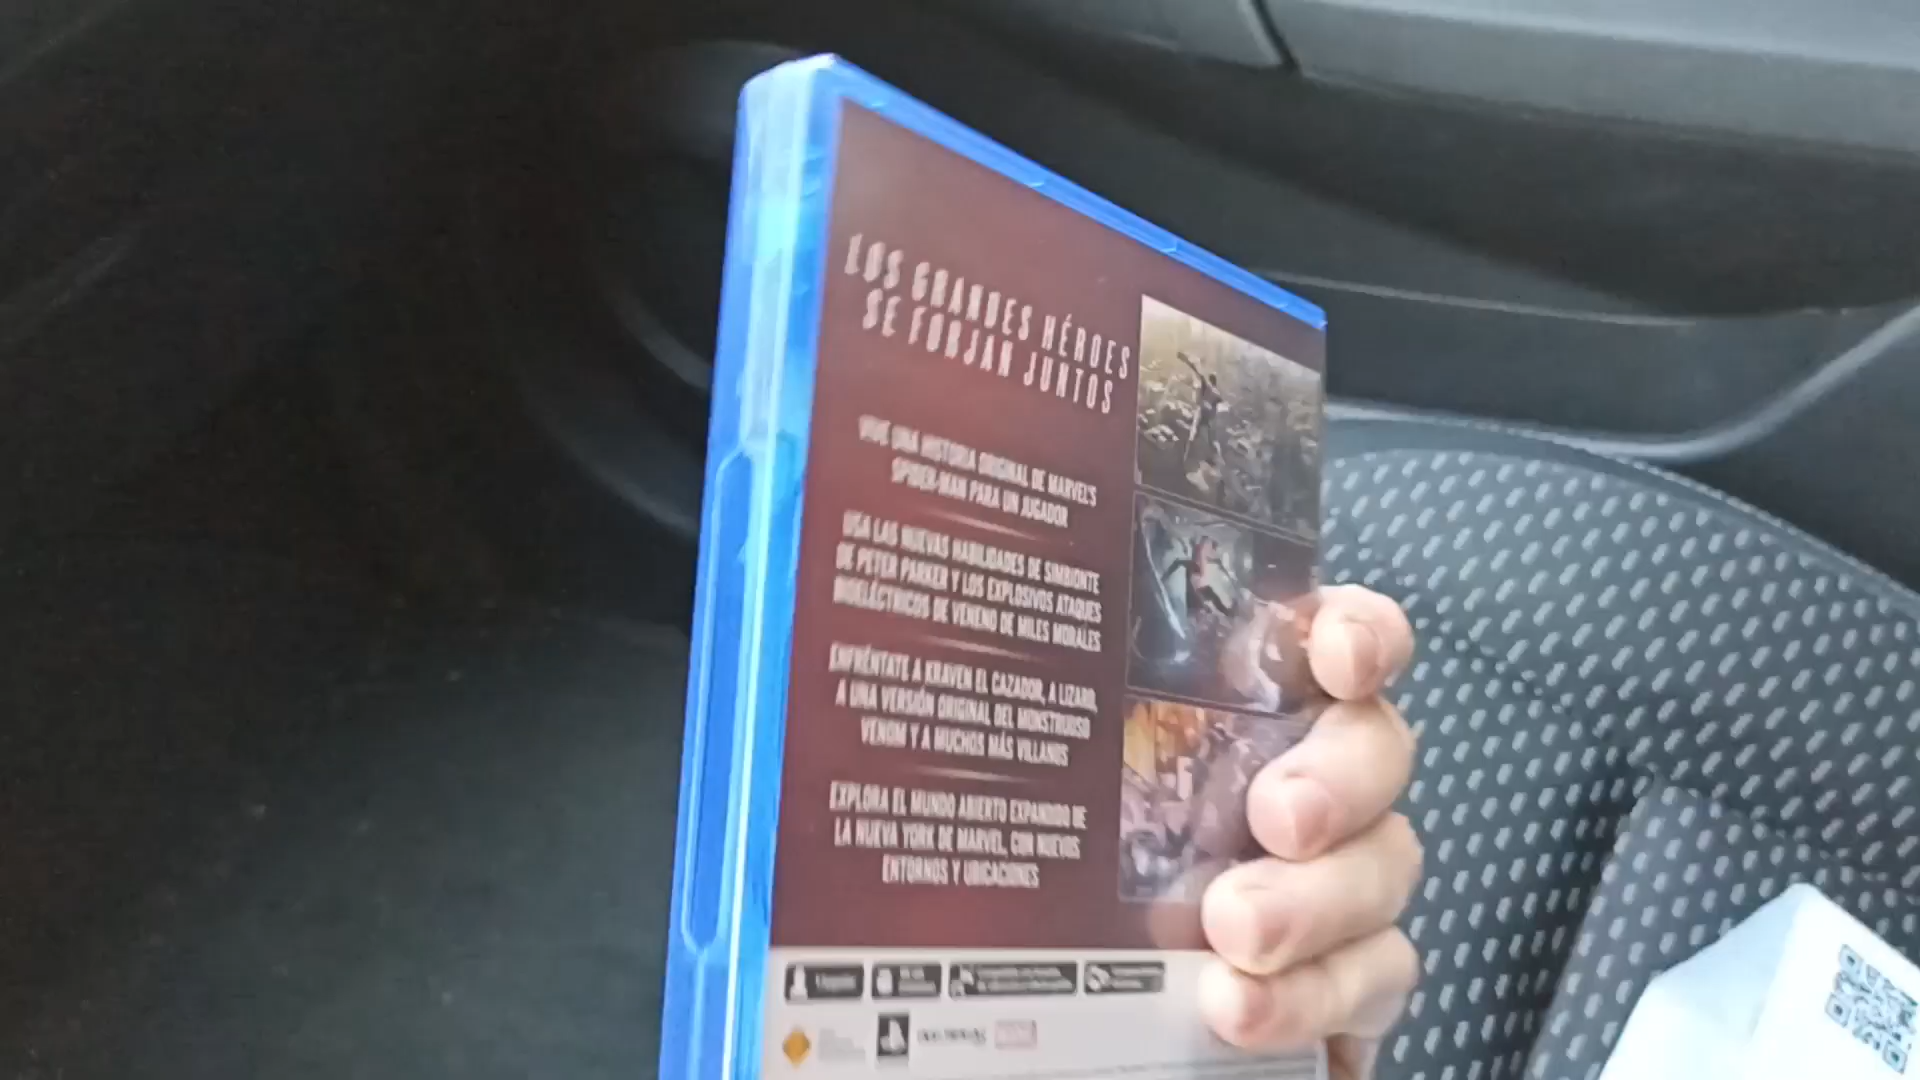 LOS GRANDES HÉROES
SE FORJAN JUNTOS
VIVE UNA HISTORIA ORIGINAL DE MARVEL'S
SPIDER-MAN PARA UN JUGADOR
USA LAS NUEVAS HABILIDADES DE SIMBIONTE
DE PETER PARKER Y LOS EXPLOSIVOS ATAQUES
BIOELÉCTRICOS DE VENENO DE MILES MORALES
ENFRÉNTATE A KRAVEN EL CAZADOR, A LIZARD,
A UNA VERSIÓN ORIGINAL DEL MONSTRUOSO
VENOM Y A MUCHOS MÁS VILLANOS
EXPLORA EL MUNDO ABIERTO EXPANDIDO DE
LA NUEVA YORK DE MARVEL, CON NUEVOS
ENTORNOS Y UBICACIONES